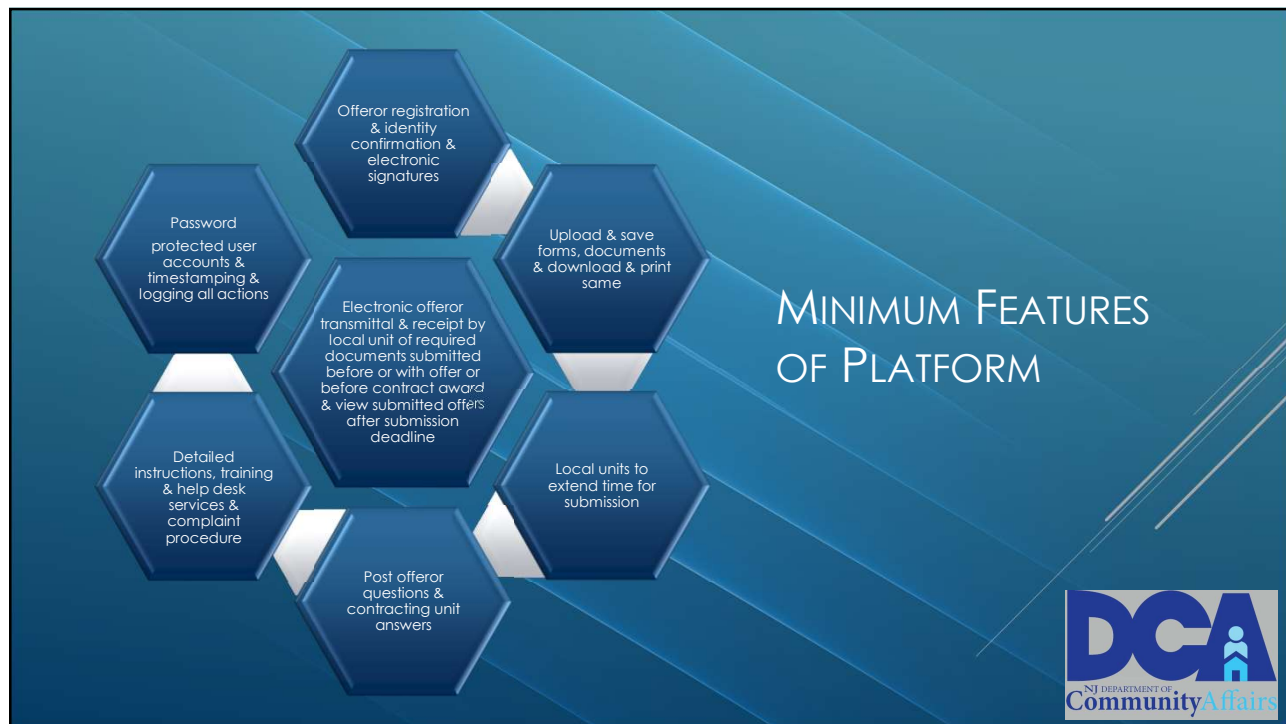 Offeror registration
& identity
confirmation &
electronic
signatures
Upload & save
forms, documents
& download & print
same
Local units to
extend time for
submission
Post offeror
questions &
contracting unit
answers
Detailed
instructions, training
& help desk
services &
complaint
procedure
Password
protected user
accounts &
timestamping &
logging all actions
Electronic offeror
transmittal & receipt by
local unit of required
documents submitted
before or with offer or
before contract award
& view submitted offers
after submission
deadline
MINIMUM FEATURES
OF PLATFORM
DCA
NJ DEPARTMENT OF
CommunityAffairs